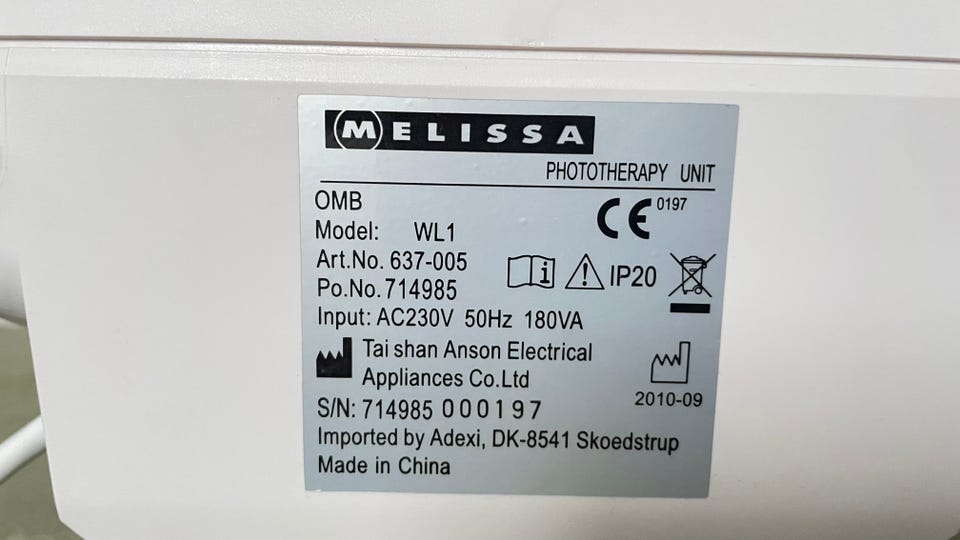 MELISSA
PHOTOTHERAPY UNIT
OMB
CE 0197
Model: WL1
Art.No. 637-005
IP20
Po.No. 714985
Input: AC230V 50Hz 180VA
Tai shan Anson Electrical
Appliances Co.Ltd
2010-09
S/N: 714985 000197
Imported by Adexi, DK-8541 Skoedstrup
Made in China